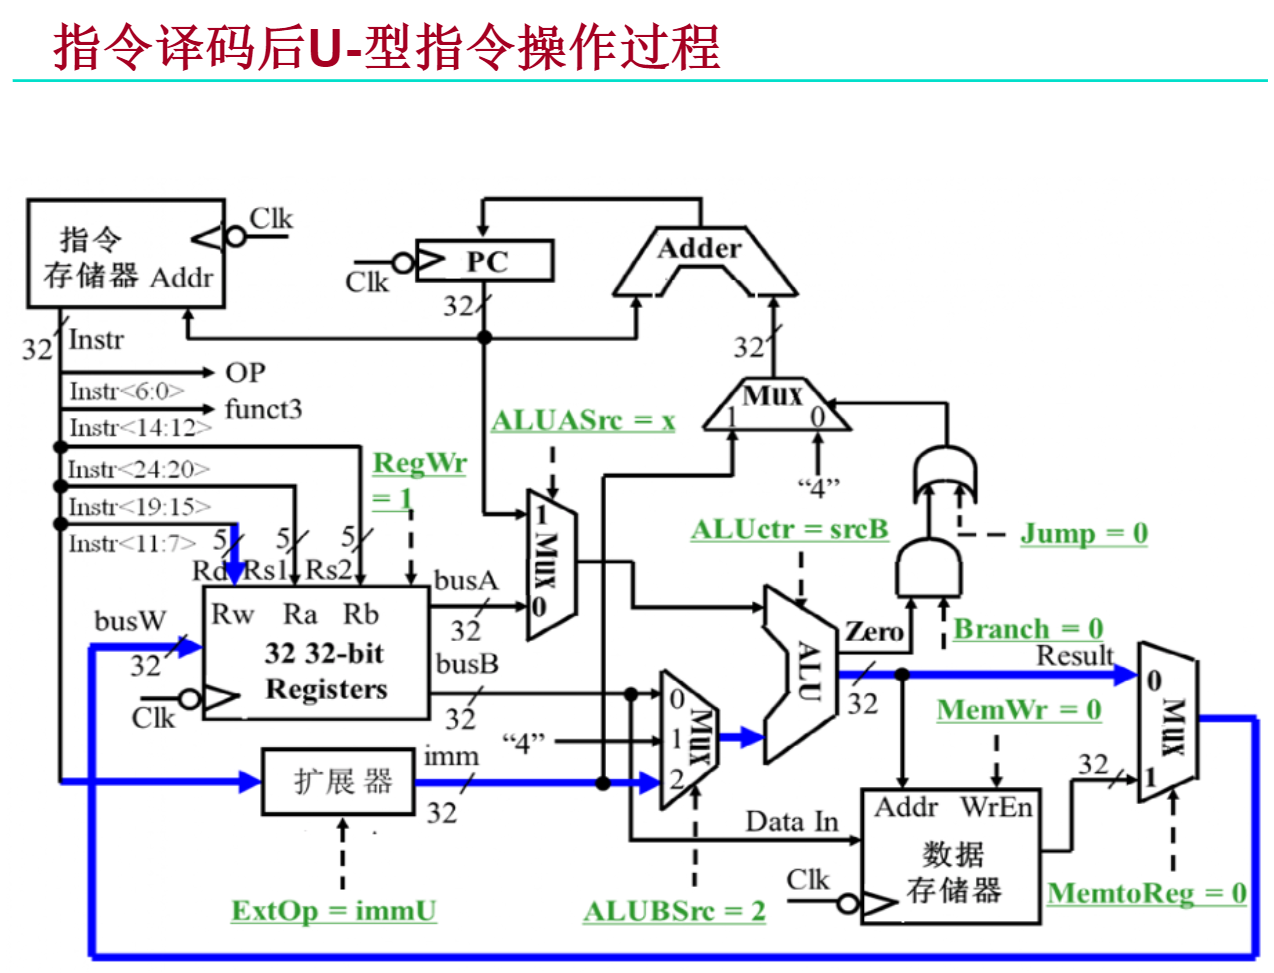 指令译码后U-型指令操作过程
指令
存储器 Addr
Clk
Clk
PC
Adder
32
32
Instr
32
OP
Instr<6:0>
funct3
Instr<14:12>
Instr<24:20>
Instr<19:15>
Instr<11:7>
Mux
1
0
"4"
ALUASrc = x
RegWr
= 1
ALUctr = srcB
Jump = 0
5
5
5
Rd
Rs1
Rs2
1
Mux
0
busA
32
busW
32
Rw
Ra
Rb
32 32-bit
Registers
Clk
busB
32
Zero
Branch = 0
ALU
Result
32
MemWr = 0
0
Mux
1
0
1
2
Mux
"4"
imm
32
扩展器
32
Addr
WrEn
Data In
数据
存储器
Clk
MemtoReg = 0
ExtOp = immU
ALUBSrc = 2